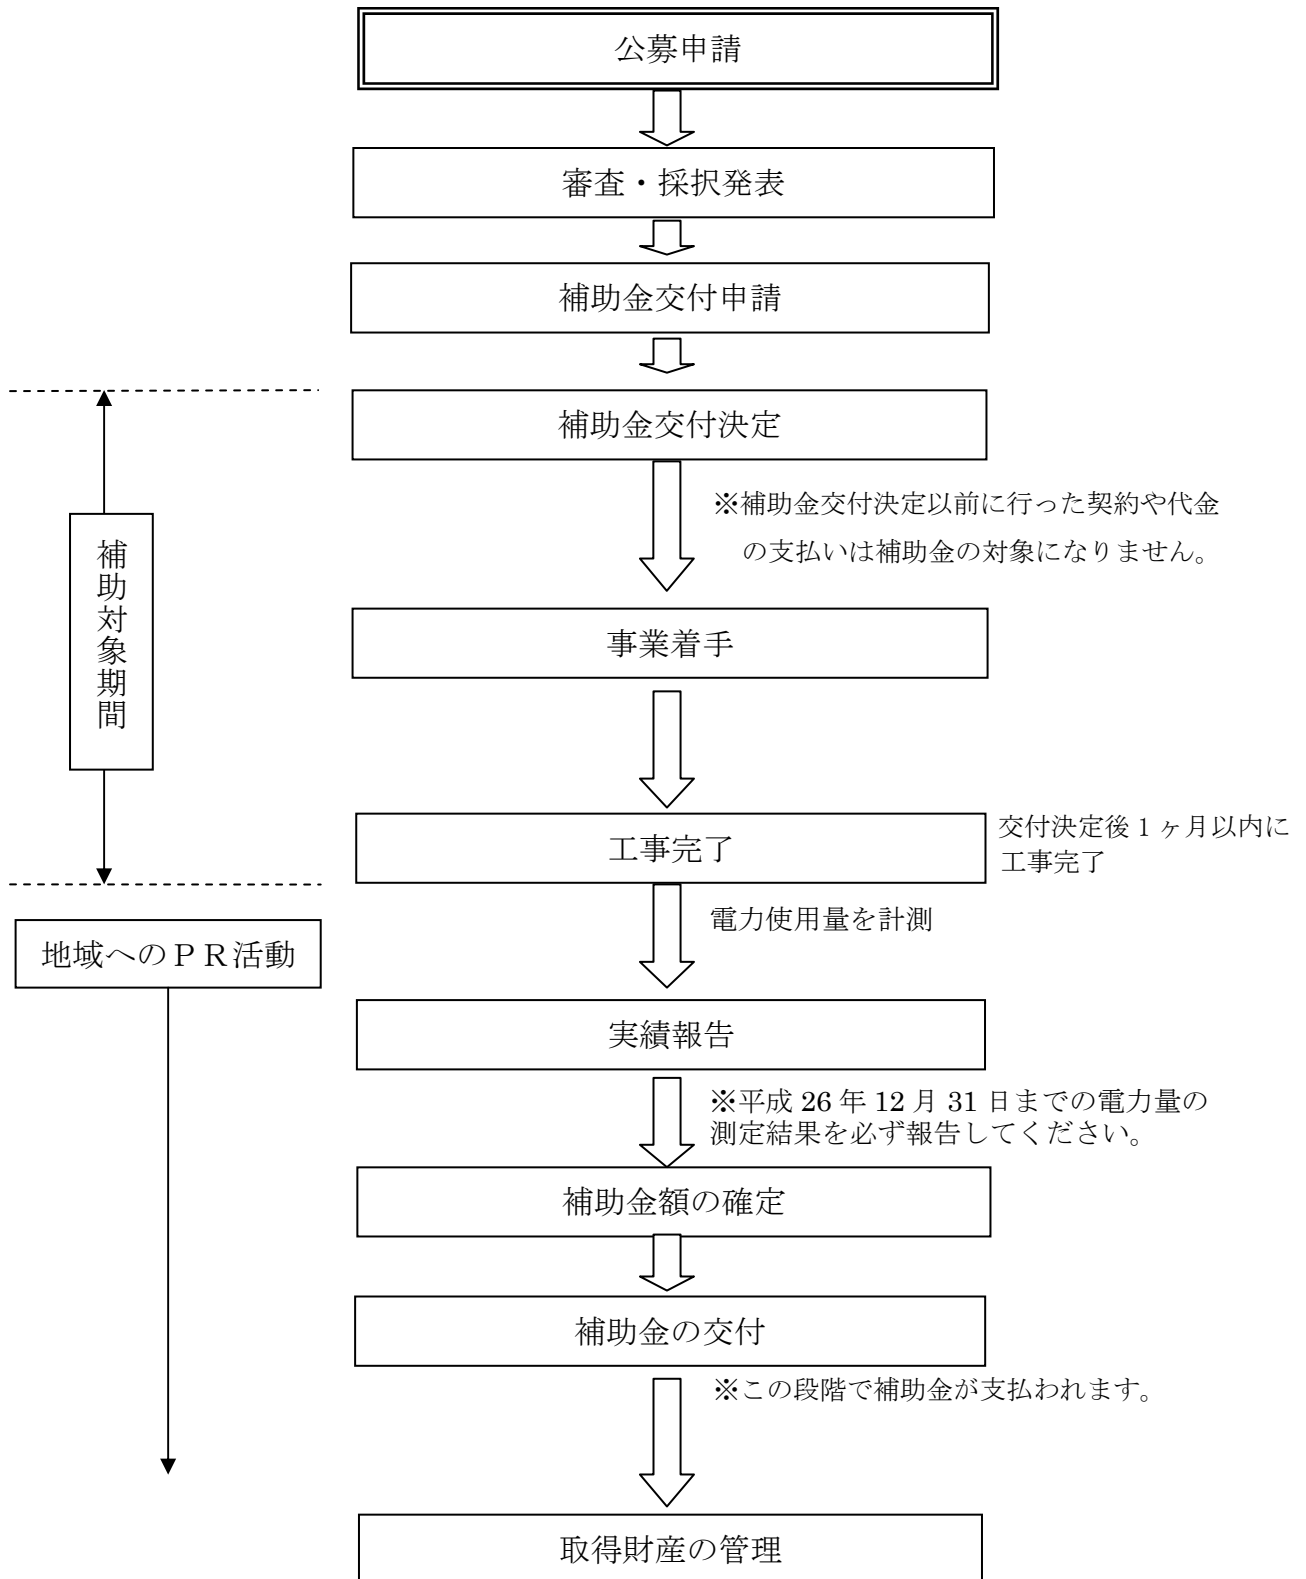 公募申請
審査・採択発表
補助金交付申請
補助金交付決定
※補助金交付決定以前に行った契約や代金
の支払いは補助金の対象になりません。
補助対象期間
事業着手
工事完了
交付決定後１ヶ月以内に
工事完了
電力使用量を計測
地域へのＰＲ活動
実績報告
※平成 26 年 12 月 31 日までの電力量の
測定結果を必ず報告してください。
補助金額の確定
補助金の交付
※この段階で補助金が支払われます。
取得財産の管理